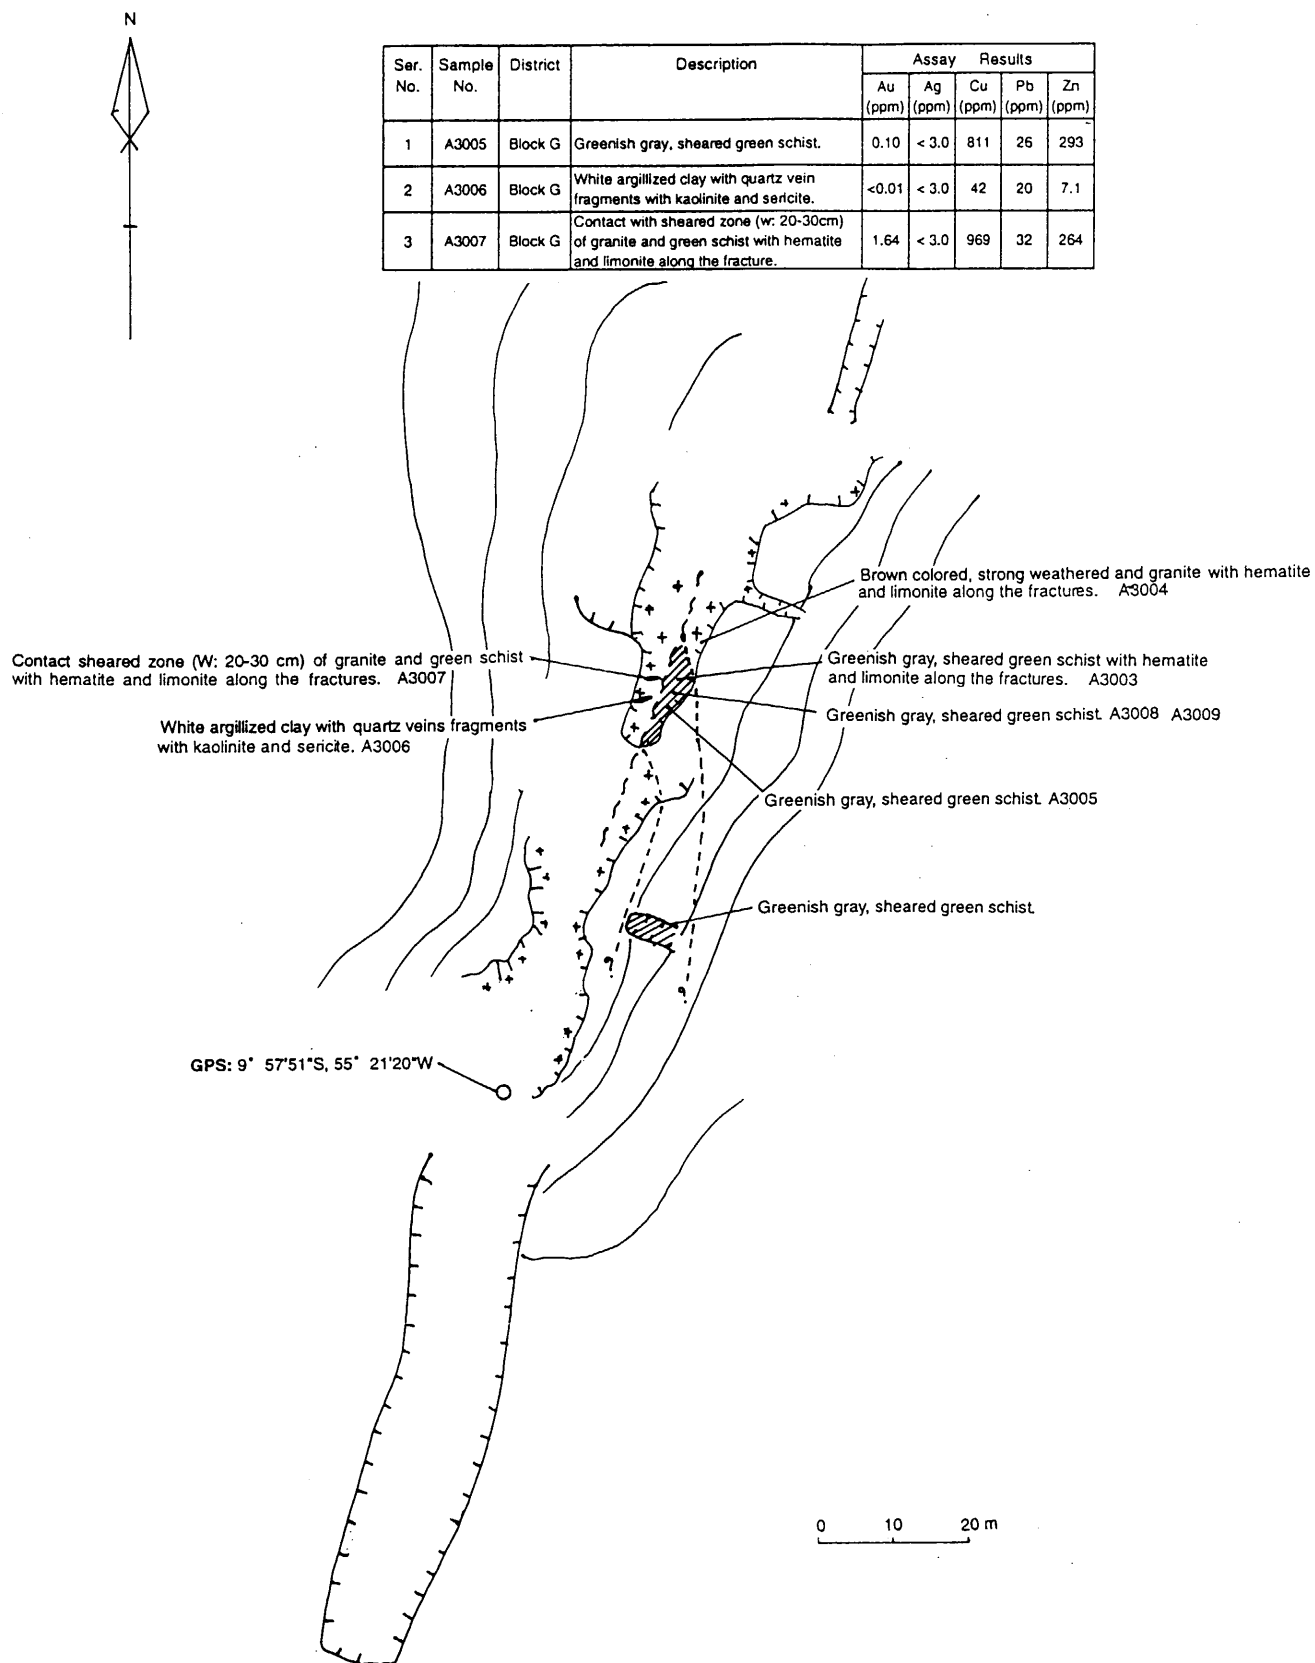 N
Ser. No. Sample No. District Description Assay Results
Au (ppm) Ag (ppm) Cu (ppm) Pb (ppm) Zn (ppm)
1 A3005 Block G Greenish gray, sheared green schist. 0.10 < 3.0 811 26 293
2 A3006 Block G White argillized clay with quartz vein fragments with kaolinite and sericite. <0.01 < 3.0 42 20 7.1
3 A3007 Block G Contact with sheared zone (w: 20-30cm) of granite and green schist with hematite and limonite along the fracture. 1.64 < 3.0 969 32 264
Brown colored, strong weathered and granite with hematite
and limonite along the fractures. A3004
Contact sheared zone (W: 20-30 cm) of granite and green schist
with hematite and limonite along the fractures. A3007
Greenish gray, sheared green schist with hematite
and limonite along the fractures. A3003
White argillized clay with quartz veins fragments
with kaolinite and sericite. A3006
Greenish gray, sheared green schist. A3008 A3009
Greenish gray, sheared green schist. A3005
Greenish gray, sheared green schist.
?
?
GPS: 9° 57'51"S, 55° 21'20"W
0 10 20 m